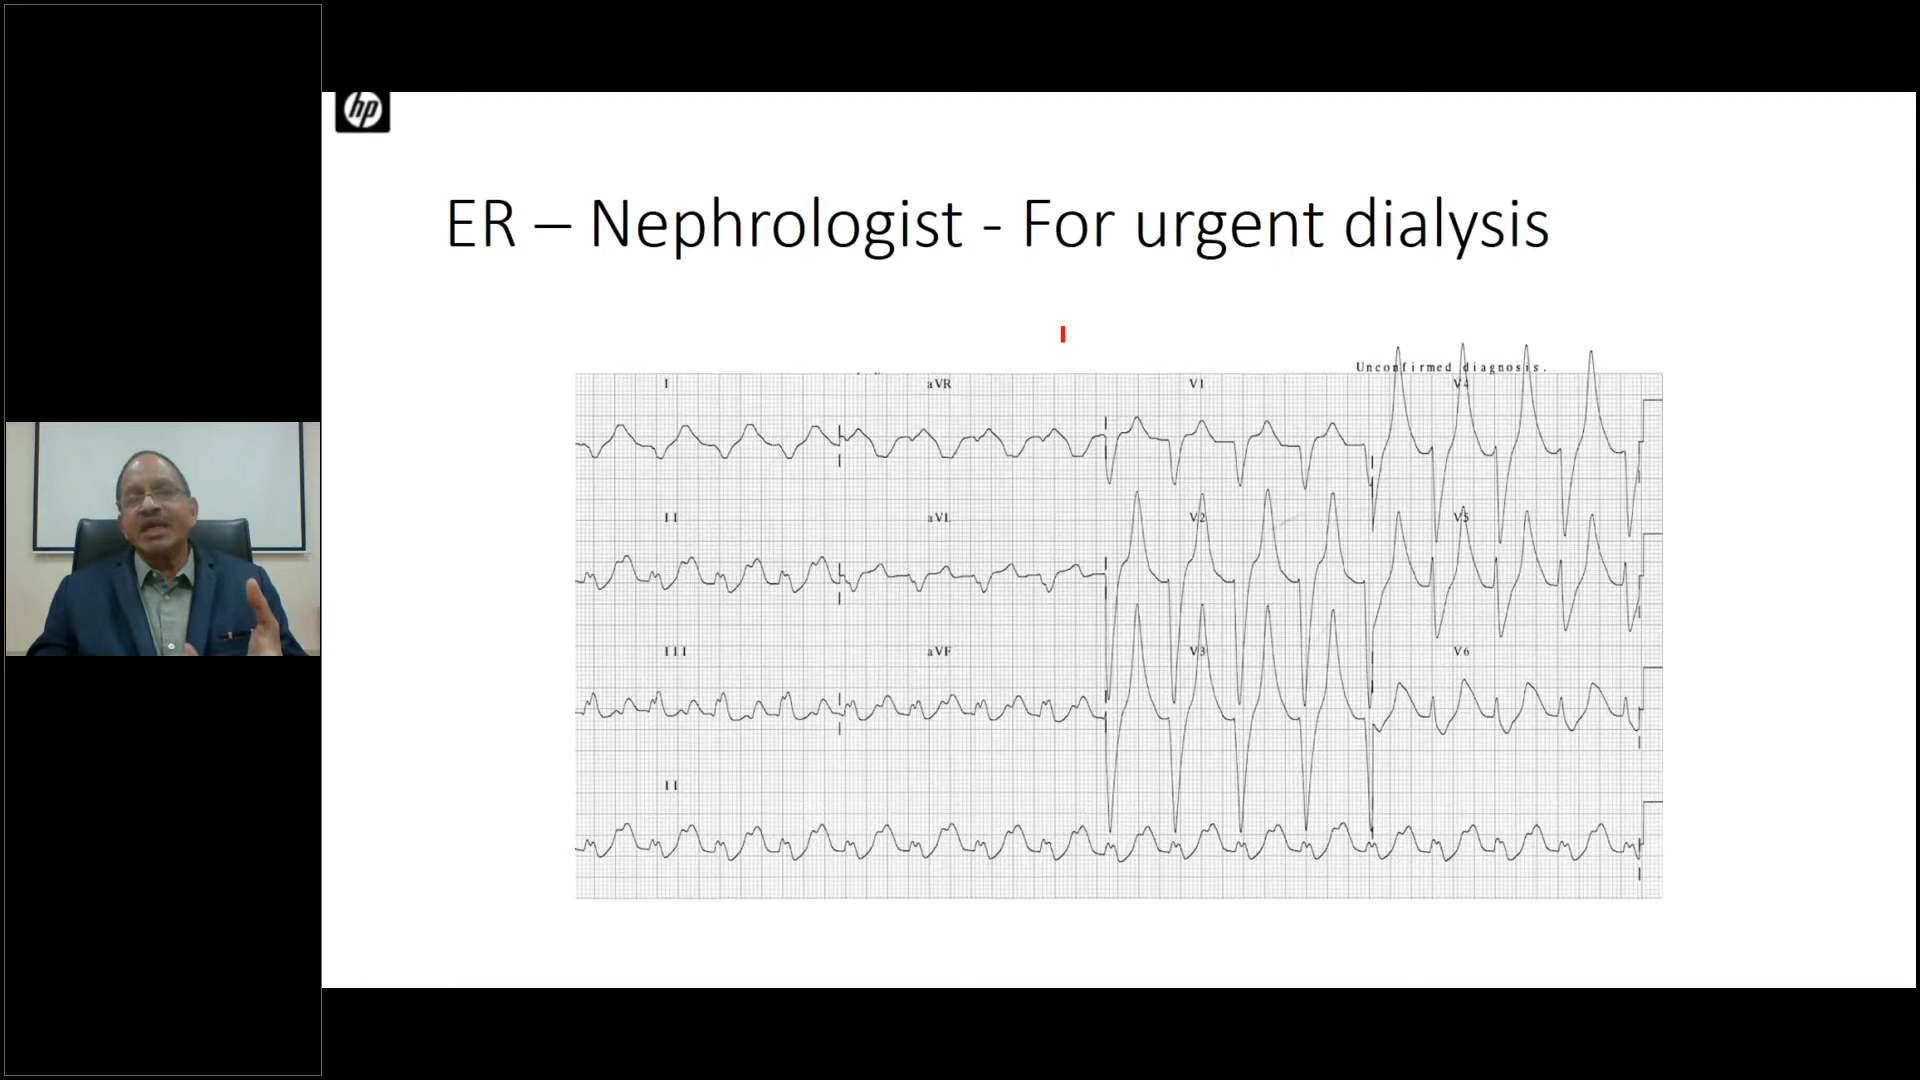 hp
ER – Nephrologist - For urgent dialysis
Unconfirmed diagnosis.
I aVR V1 V4
II aVL V2 V5
III aVF V3 V6
II